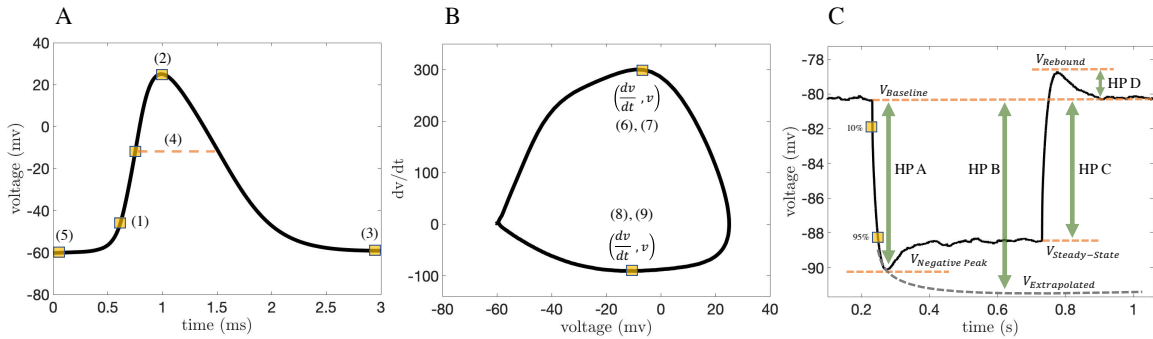 A
B
C
voltage (mv)
40
20
0
-20
-40
-60
-80
(2)
(4)
(1)
(5)
(3)
0
0.5
1
1.5
2
2.5
3
time (ms)
dv/dt
300
200
100
0
-100
(dv/dt, v)
(6), (7)
(8), (9)
(dv/dt, v)
-80
-60
-40
-20
0
20
40
voltage (mv)
voltage (mv)
-78
-80
-82
-84
-86
-88
-90
V_Rebound
HP D
V_Baseline
10%
HP A
HP B
HP C
95%
V_Negative Peak
V_Steady−State
V_Extrapolated
0.2
0.4
0.6
0.8
1
time (s)